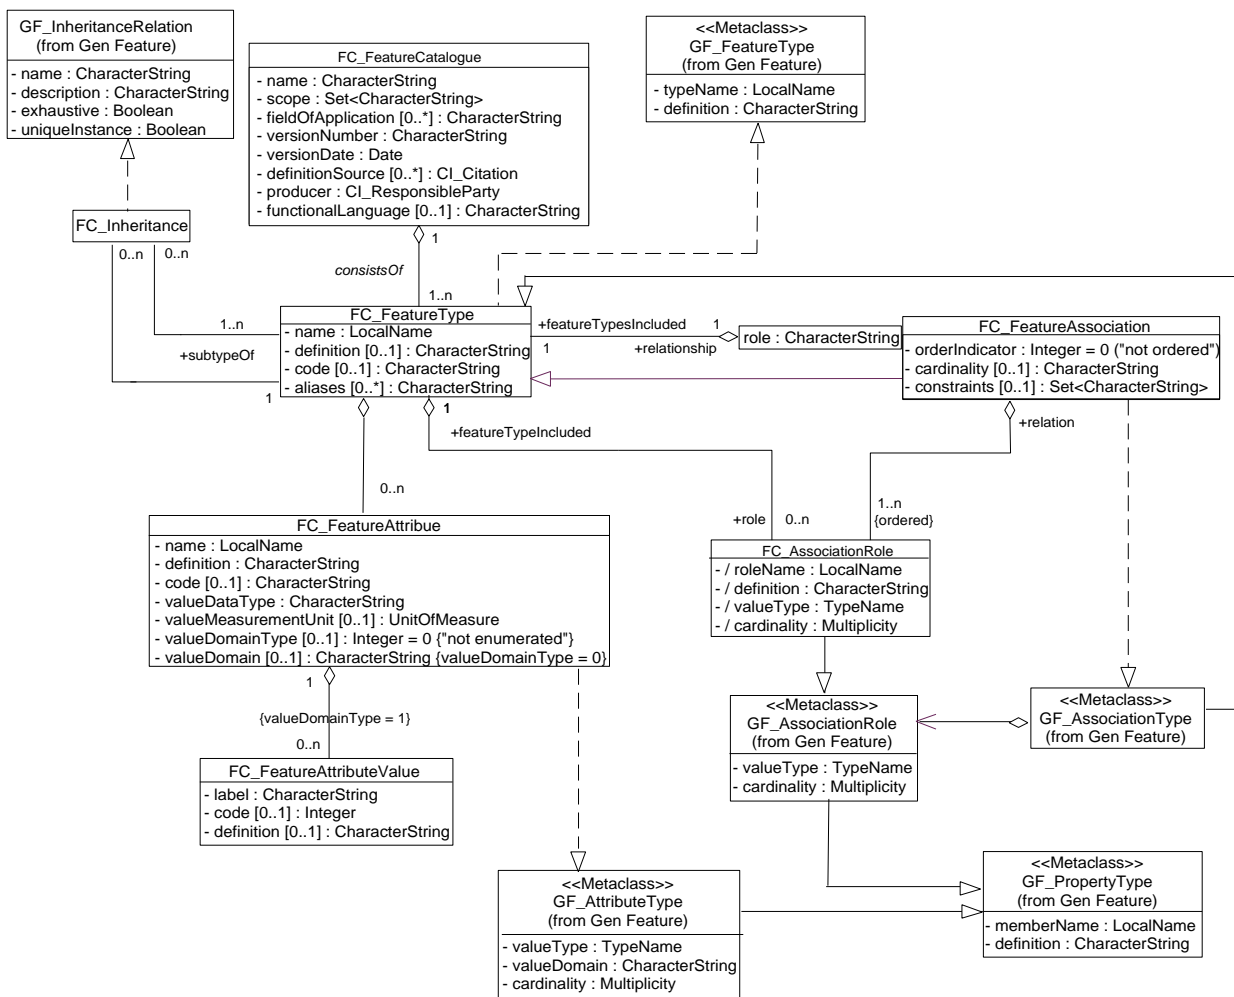 GF_InheritanceRelation
(from Gen Feature)
- name : CharacterString
- description : CharacterString
- exhaustive : Boolean
- uniqueInstance : Boolean
FC_FeatureCatalogue
- name : CharacterString
- scope : Set<CharacterString>
- fieldOfApplication [0..*] : CharacterString
- versionNumber : CharacterString
- versionDate : Date
- definitionSource [0..*] : CI_Citation
- producer : CI_ResponsibleParty
- functionalLanguage [0..1] : CharacterString
<<Metaclass>>
GF_FeatureType
(from Gen Feature)
- typeName : LocalName
- definition : CharacterString
FC_Inheritance
0..n
0..n
1
consistsOf
1..n
1..n
+subtypeOf
1
FC_FeatureType
- name : LocalName
- definition [0..1] : CharacterString
- code [0..1] : CharacterString
- aliases [0..*] : CharacterString
+featureTypesIncluded
1
1
+relationship
role : CharacterString
FC_FeatureAssociation
- orderIndicator : Integer = 0 ("not ordered")
- cardinality [0..1] : CharacterString
- constraints [0..1] : Set<CharacterString>
1
+featureTypeIncluded
+relation
0..n
+role
0..n
1..n
{ordered}
FC_FeatureAttribue
- name : LocalName
- definition : CharacterString
- code [0..1] : CharacterString
- valueDataType : CharacterString
- valueMeasurementUnit [0..1] : UnitOfMeasure
- valueDomainType [0..1] : Integer = 0 {"not enumerated"}
- valueDomain [0..1] : CharacterString {valueDomainType = 0}
FC_AssociationRole
- / roleName : LocalName
- / definition : CharacterString
- / valueType : TypeName
- / cardinality : Multiplicity
1
{valueDomainType = 1}
0..n
FC_FeatureAttributeValue
- label : CharacterString
- code [0..1] : Integer
- definition [0..1] : CharacterString
<<Metaclass>>
GF_AssociationRole
(from Gen Feature)
- valueType : TypeName
- cardinality : Multiplicity
<<Metaclass>>
GF_AssociationType
(from Gen Feature)
<<Metaclass>>
GF_AttributeType
(from Gen Feature)
- valueType : TypeName
- valueDomain : CharacterString
- cardinality : Multiplicity
<<Metaclass>>
GF_PropertyType
(from Gen Feature)
- memberName : LocalName
- definition : CharacterString